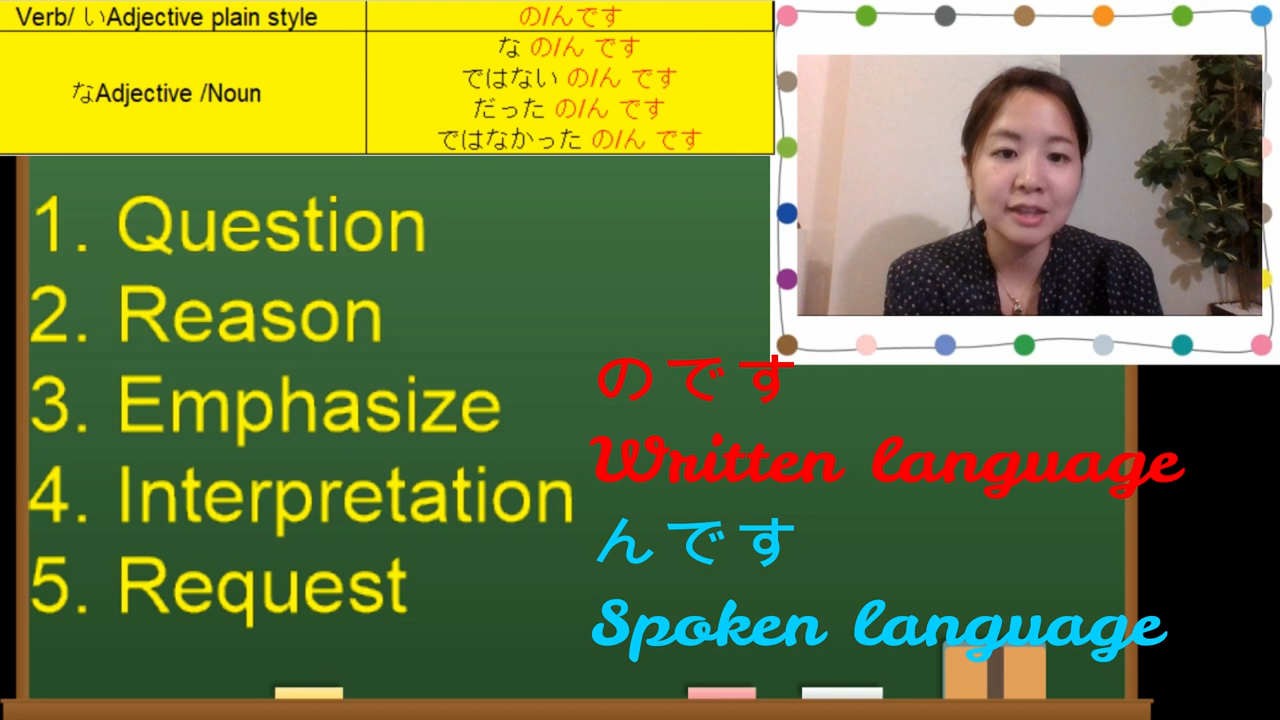 Verb/ いAdjective plain style
の/んです
なAdjective /Noun
な の/ん です
ではない の/ん です
だった の/ん です
ではなかった の/ん です
1. Question
2. Reason
3. Emphasize
4. Interpretation
5. Request
のです
Written language
んです
Spoken language